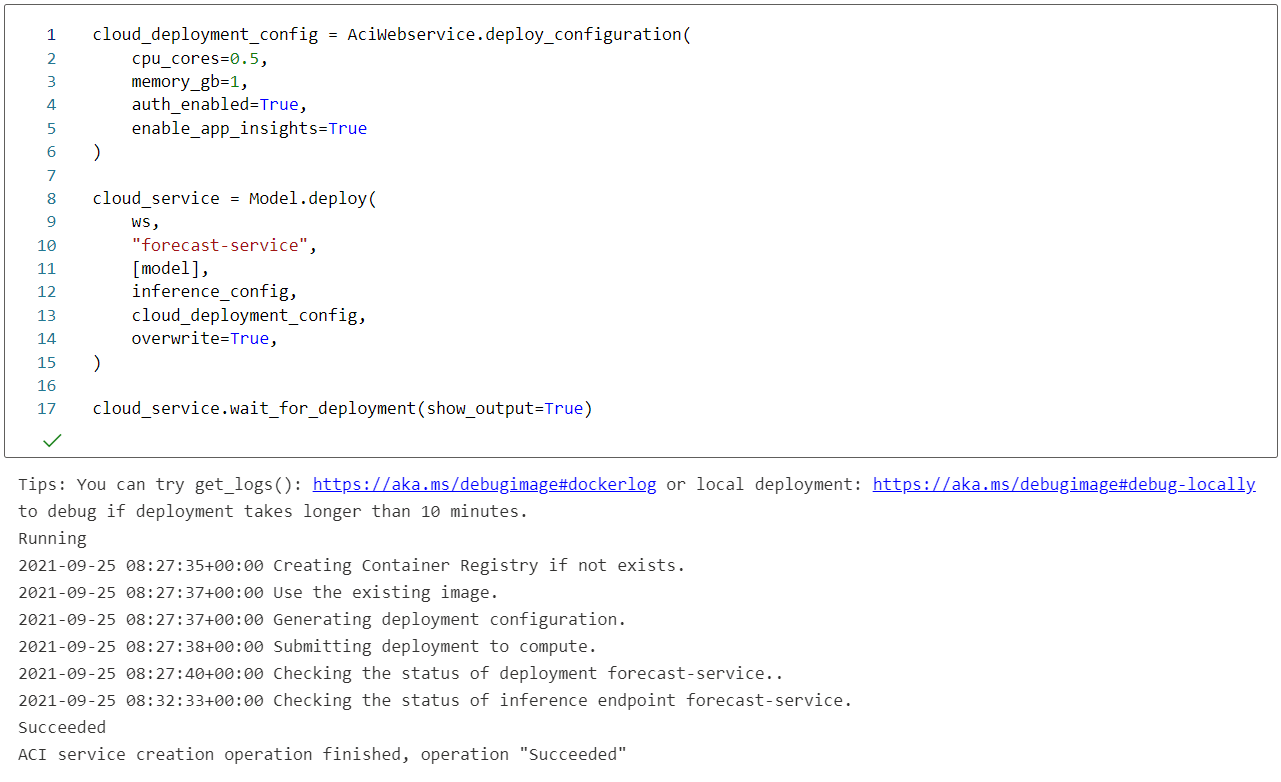 1 cloud_deployment_config = AciWebservice.deploy_configuration(
2     cpu_cores=0.5,
3     memory_gb=1,
4     auth_enabled=True,
5     enable_app_insights=True
6 )
7
8 cloud_service = Model.deploy(
9     ws,
10     "forecast-service",
11     [model],
12     inference_config,
13     cloud_deployment_config,
14     overwrite=True,
15 )
16
17 cloud_service.wait_for_deployment(show_output=True)
Tips: You can try get_logs(): https://aka.ms/debugimage#dockerlog or local deployment: https://aka.ms/debugimage#debug-locally
to debug if deployment takes longer than 10 minutes.
Running
2021-09-25 08:27:35+00:00 Creating Container Registry if not exists.
2021-09-25 08:27:37+00:00 Use the existing image.
2021-09-25 08:27:37+00:00 Generating deployment configuration.
2021-09-25 08:27:38+00:00 Submitting deployment to compute.
2021-09-25 08:27:40+00:00 Checking the status of deployment forecast-service..
2021-09-25 08:32:33+00:00 Checking the status of inference endpoint forecast-service.
Succeeded
ACI service creation operation finished, operation "Succeeded"